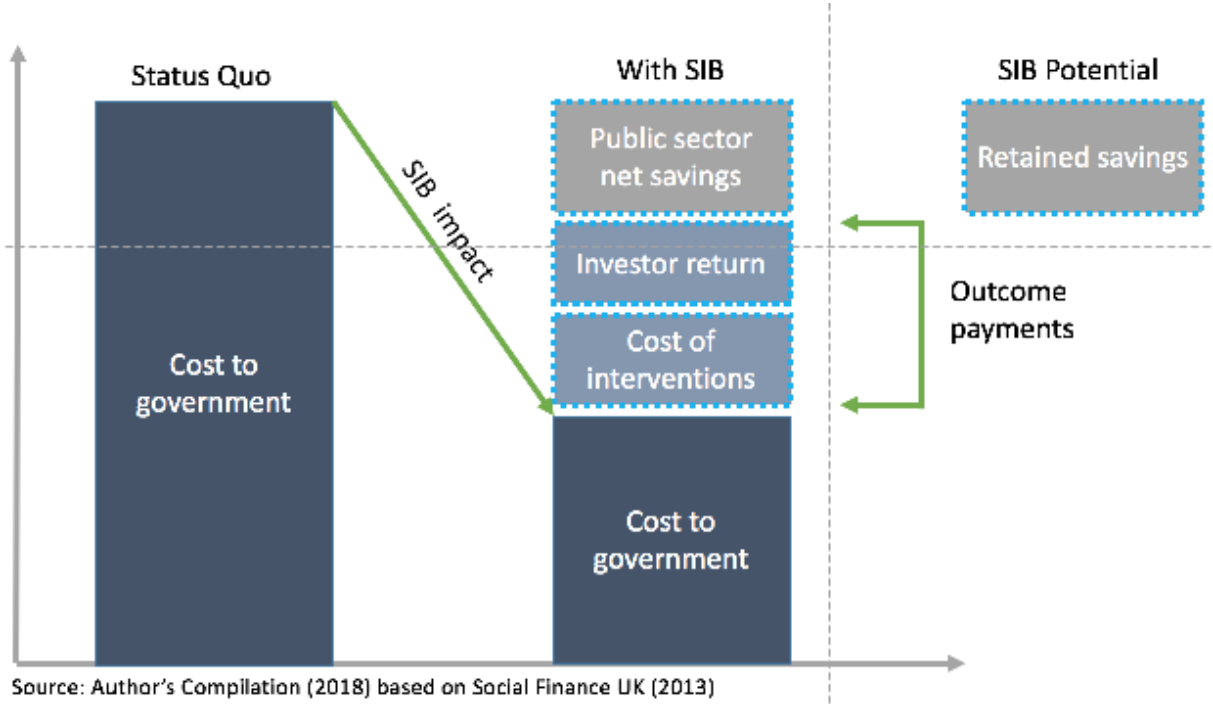 Status Quo
With SIB
SIB Potential
Public sector
net savings
Retained savings
SIB impact
Investor return
Outcome
payments
Cost of
interventions
Cost to
government
Cost to
government
Source: Author's Compilation (2018) based on Social Finance UK (2013)